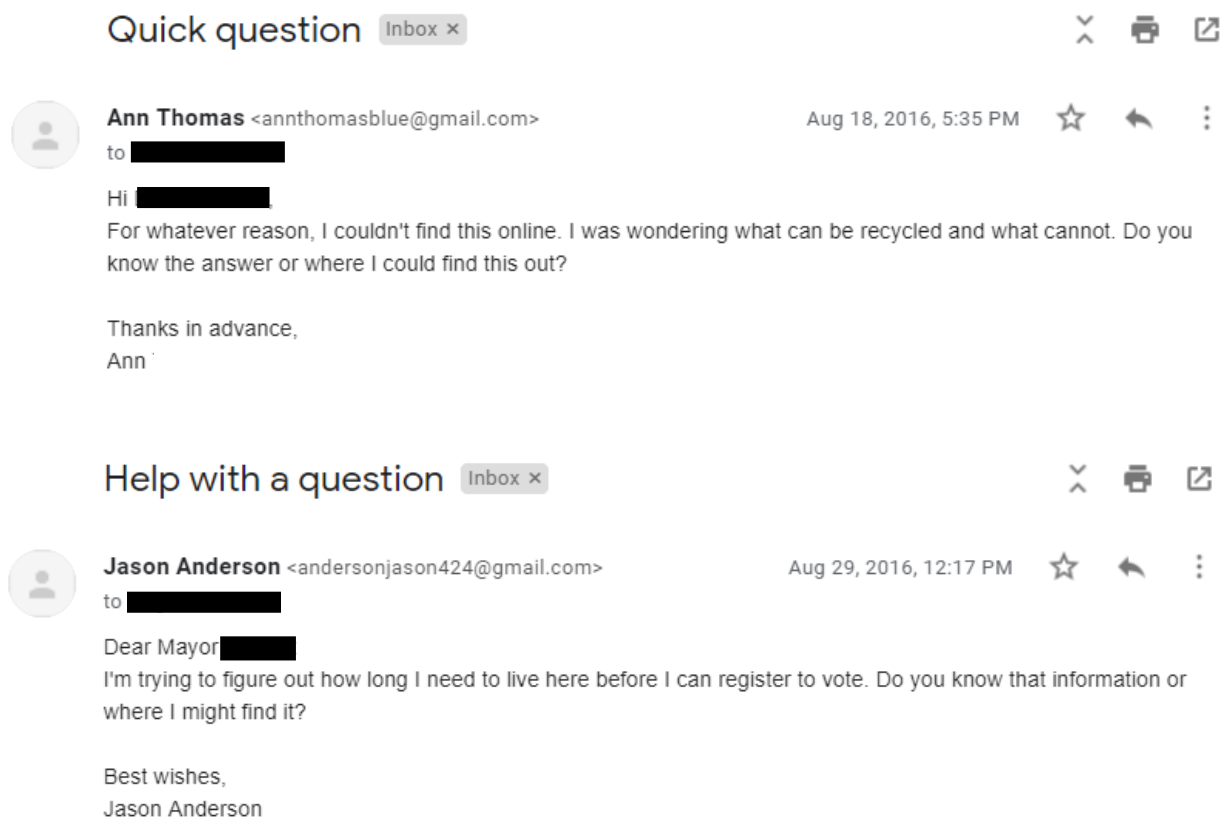 Quick question Inbox ×
Ann Thomas <annthomasblue@gmail.com> Aug 18, 2016, 5:35 PM
to
Hi
For whatever reason, I couldn't find this online. I was wondering what can be recycled and what cannot. Do you
know the answer or where I could find this out?
Thanks in advance,
Ann
Help with a question Inbox ×
Jason Anderson <andersonjason424@gmail.com> Aug 29, 2016, 12:17 PM
to
Dear Mayor
I'm trying to figure out how long I need to live here before I can register to vote. Do you know that information or
where I might find it?
Best wishes,
Jason Anderson